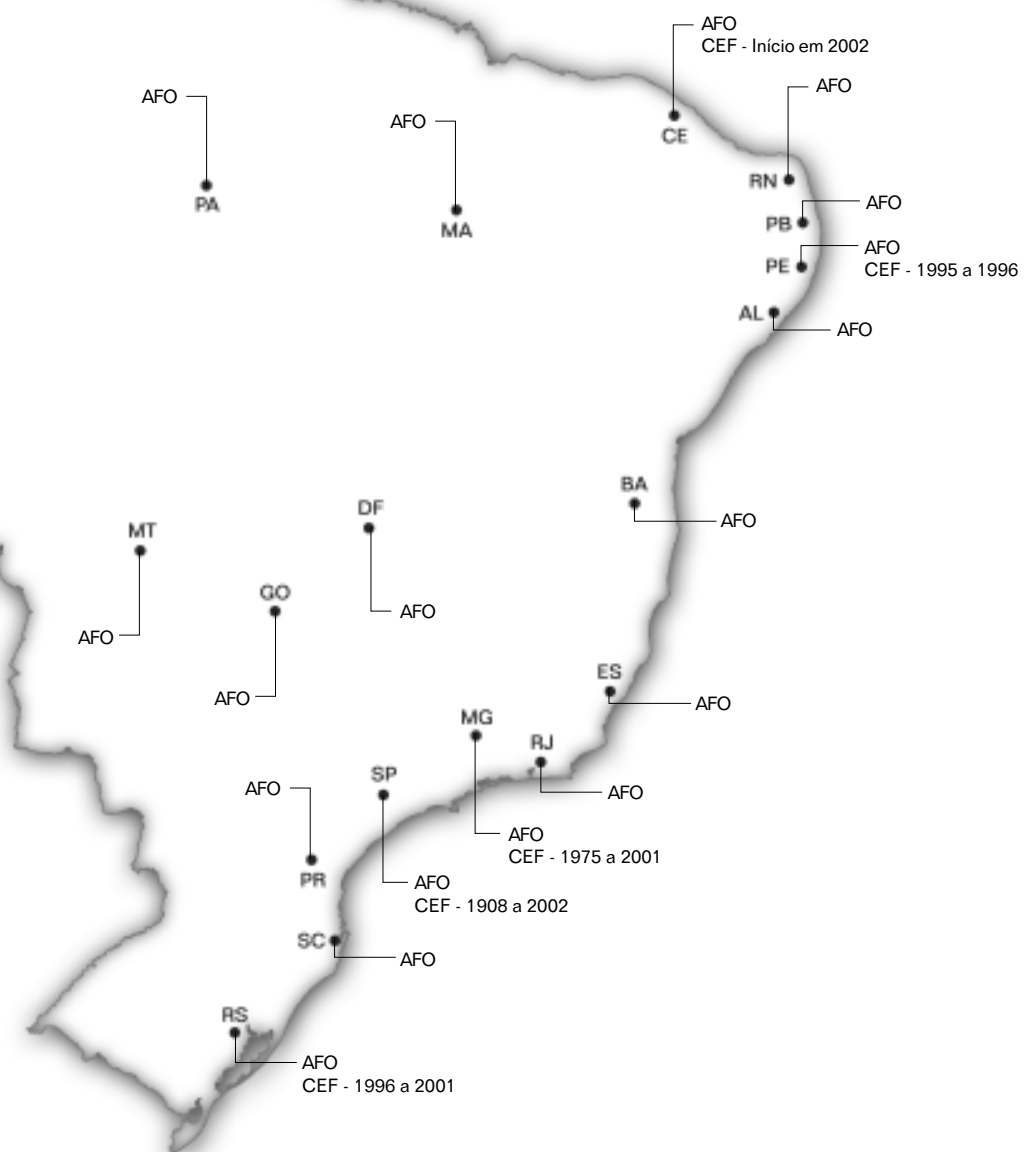 AFO
CEF - Início em 2002
CE
AFO
RN
AFO
PA
AFO
MA
AFO
PB
AFO
CEF - 1995 a 1996
PE
AL
AFO
BA
AFO
DF
AFO
MT
AFO
GO
AFO
ES
AFO
MG
AFO
CEF - 1975 a 2001
RJ
AFO
SP
AFO
CEF - 1908 a 2002
AFO
PR
SC
AFO
RS
AFO
CEF - 1996 a 2001